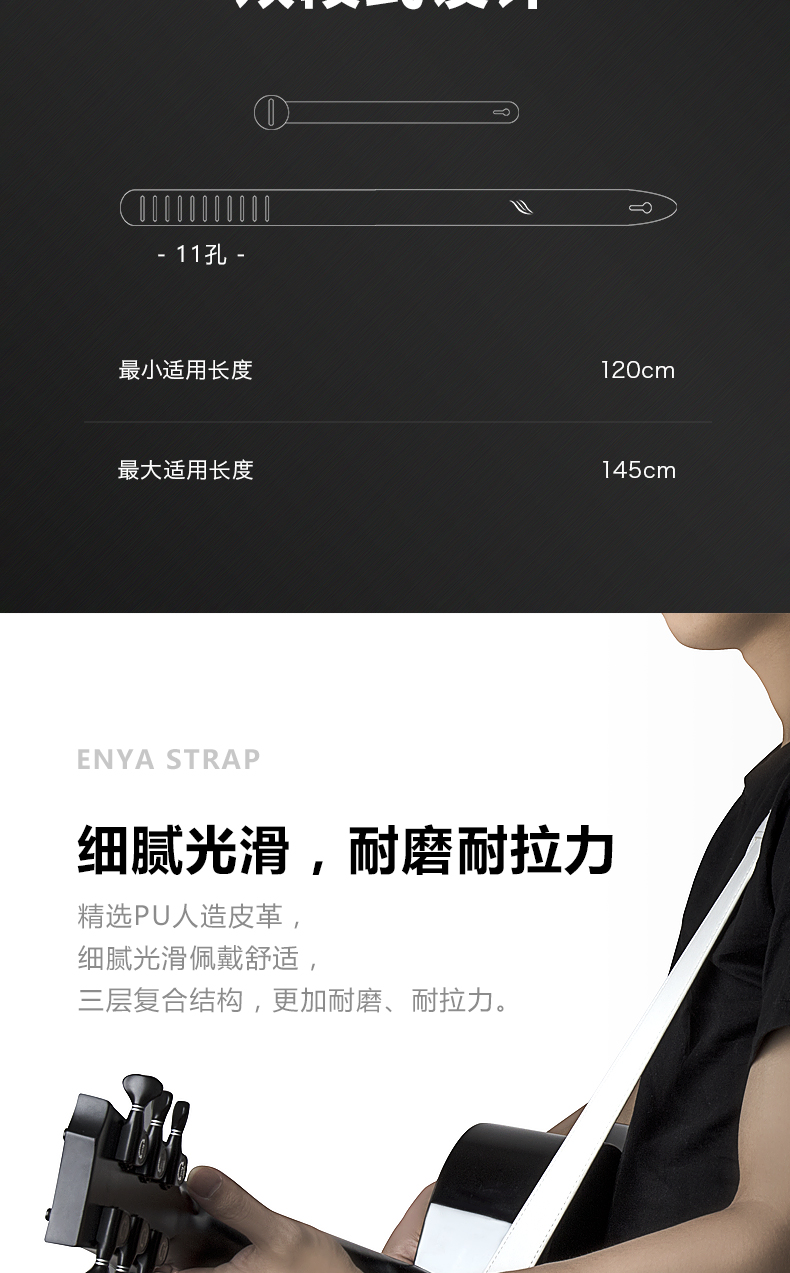 - 11孔 -
最小适用长度 120cm
最大适用长度 145cm
ENYA STRAP
细腻光滑，耐磨耐拉力
精选PU人造皮革，
细腻光滑佩戴舒适，
三层复合结构，更加耐磨、耐拉力。